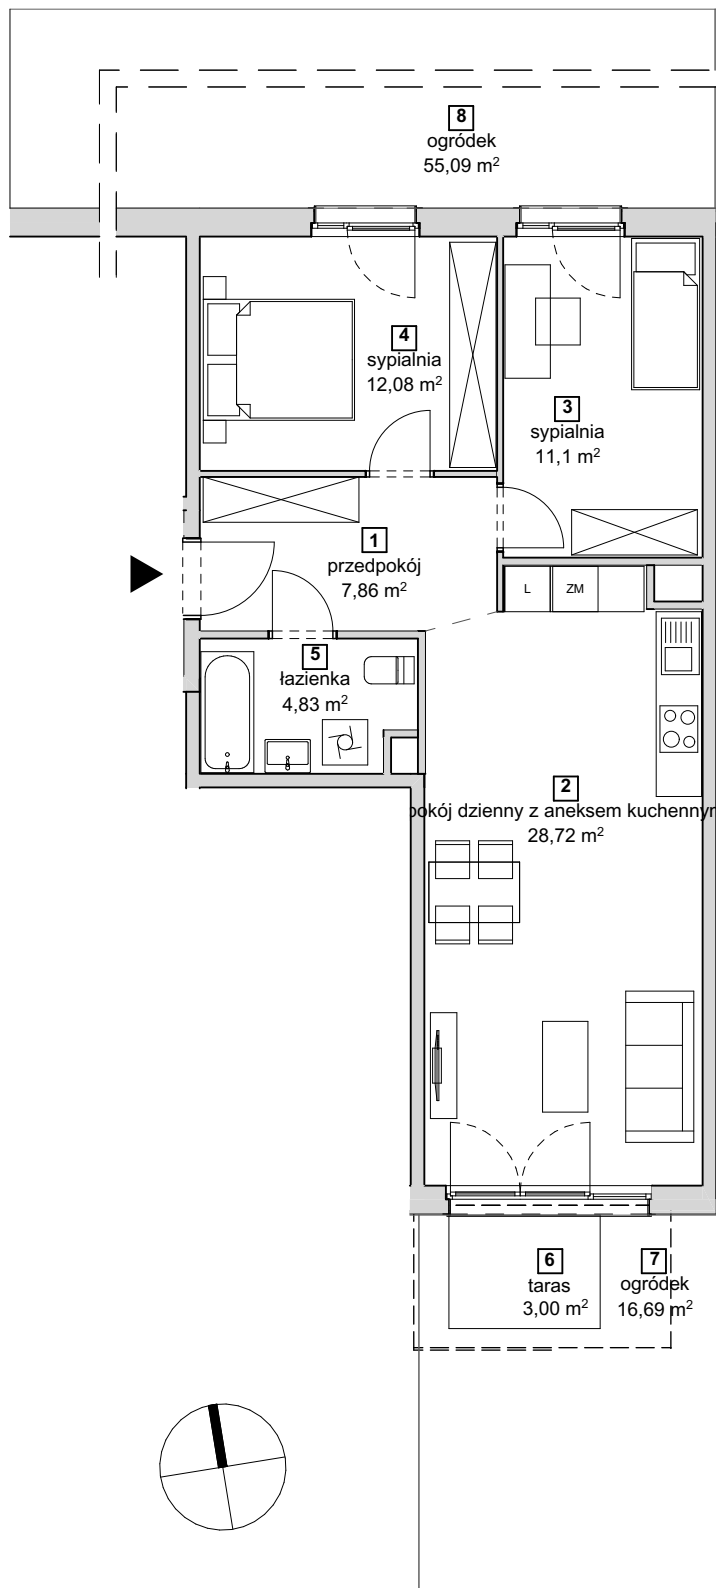 8
ogródek
55,09 m²
4
sypialnia
12,08 m²
3
sypialnia
11,1 m²
1
przedpokój
7,86 m²
L ZM
5
łazienka
4,83 m²
2
pokój dzienny z aneksem kuchennym
28,72 m²
6
taras
3,00 m²
7
ogródek
16,69 m²